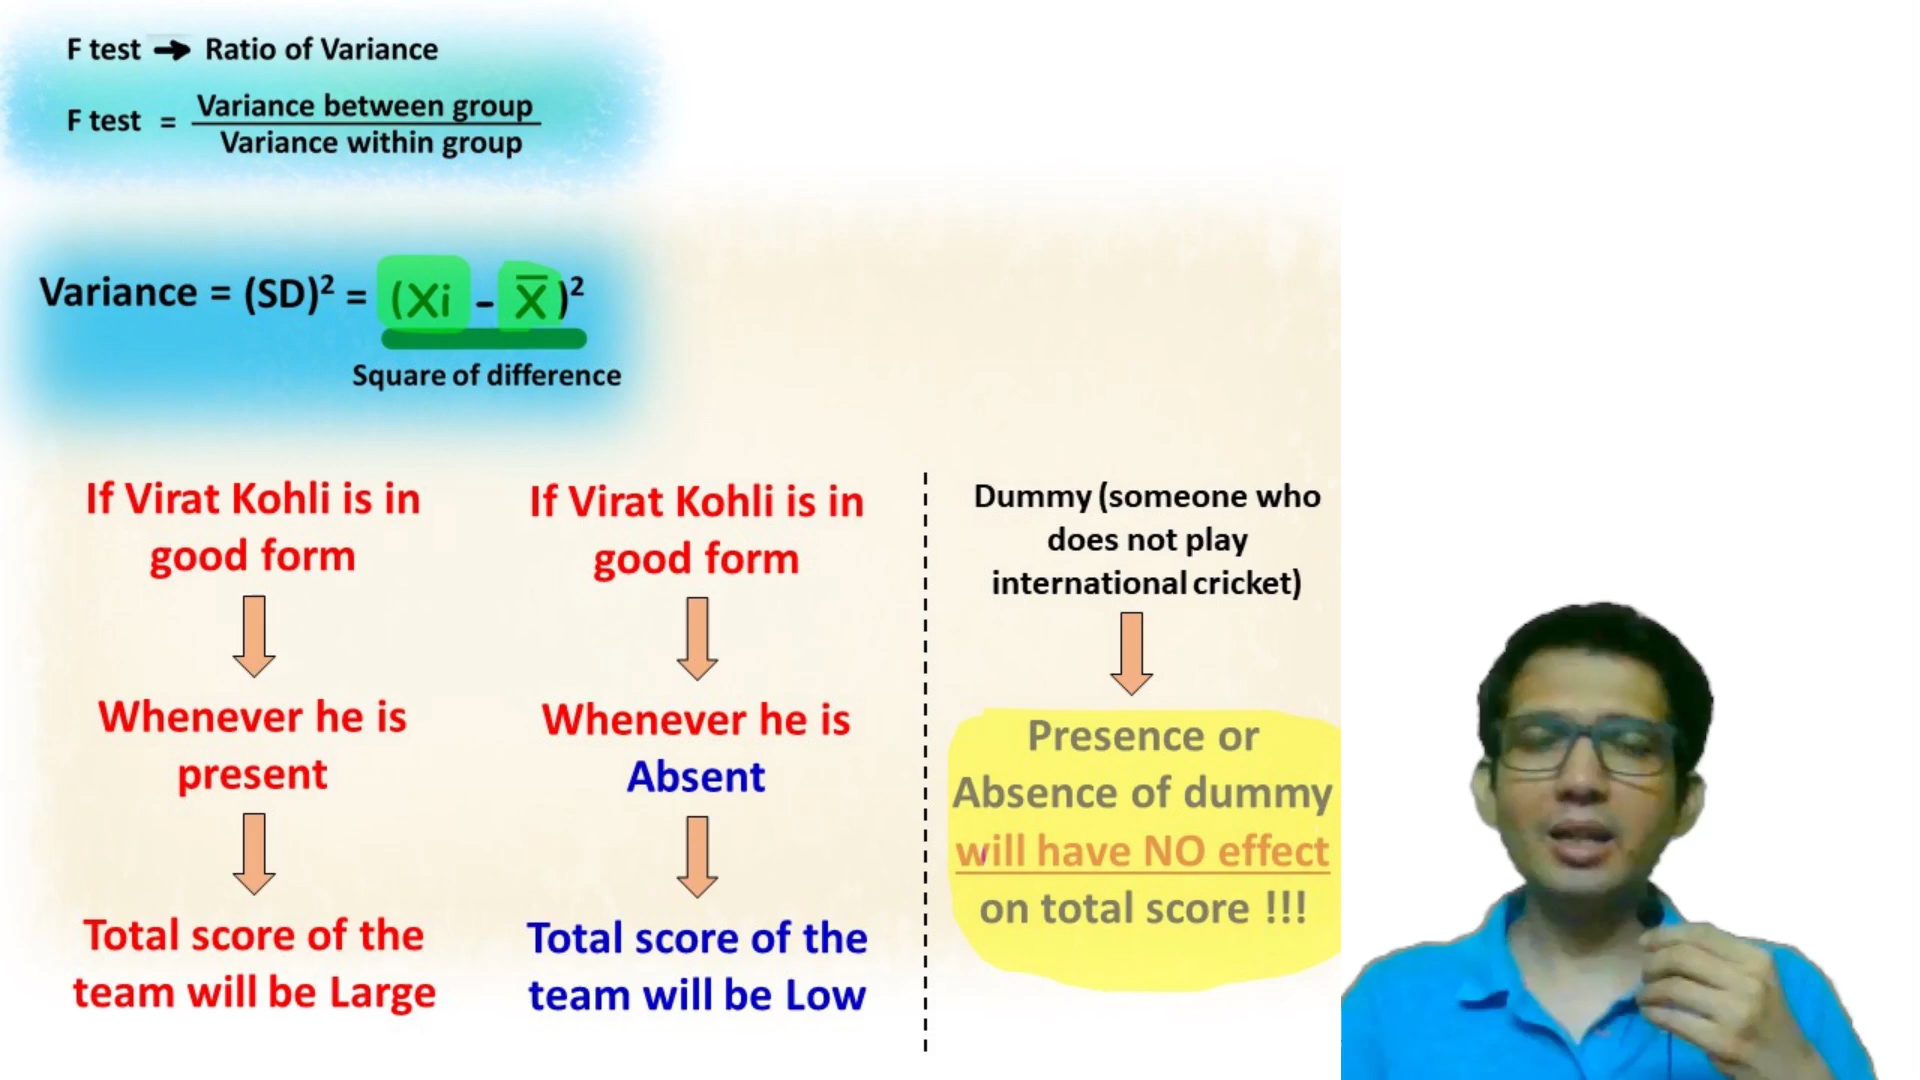 F test → Ratio of Variance
F test = Variance between group
Variance within group
Variance = (SD)² = (Xi - X̅)²
Square of difference
If Virat Kohli is in
good form
Whenever he is
present
Total score of the
team will be Large
If Virat Kohli is in
good form
Whenever he is
Absent
Total score of the
team will be Low
Dummy (someone who
does not play
international cricket)
Presence or
Absence of dummy
will have NO effect
on total score !!!